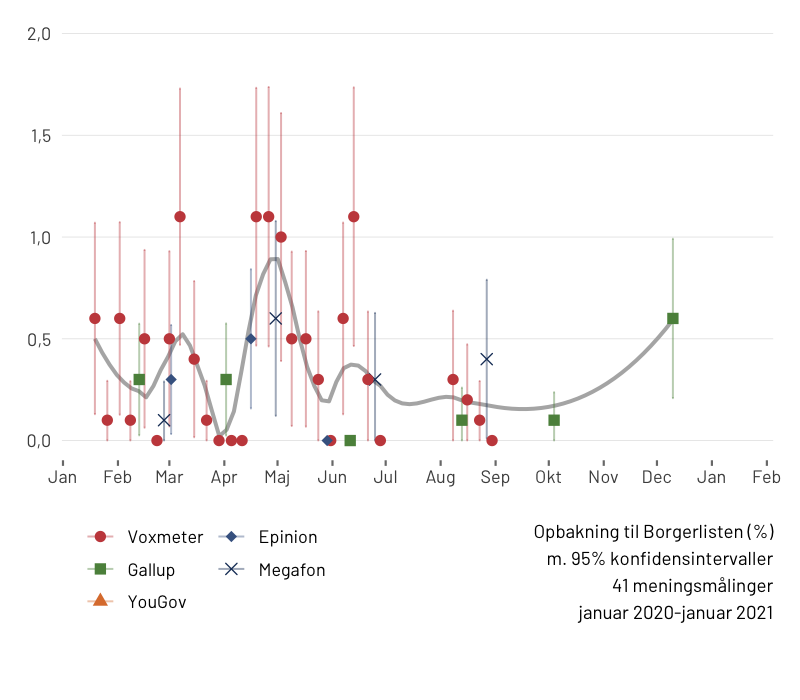 2,0
1,5
1,0
0,5
0,0
Jan Feb Mar Apr Maj Jun Jul Aug Sep Okt Nov Dec Jan Feb
Voxmeter Epinion
Gallup Megafon
YouGov
Opbakning til Borgerlisten (%)
m. 95% konfidensintervaller
41 meningsmålinger
januar 2020-januar 2021